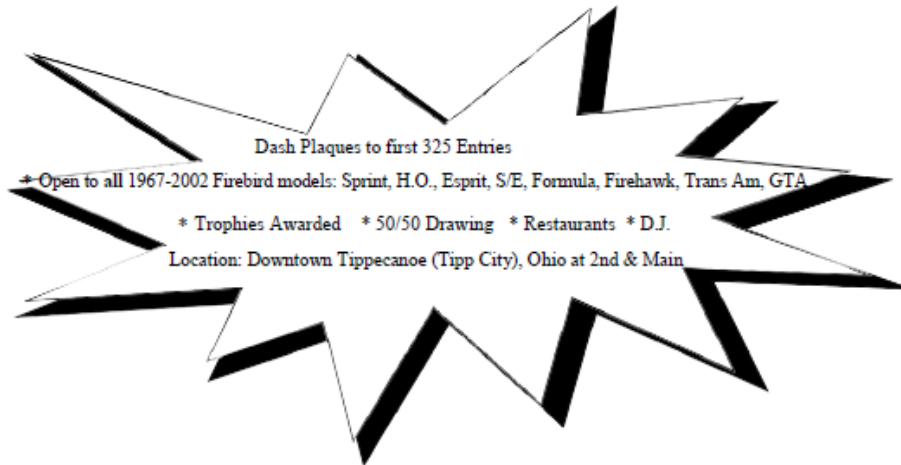 Dash Plaques to first 325 Entries
* Open to all 1967-2002 Firebird models: Sprint, H.O., Esprit, S/E, Formula, Firehawk, Trans Am, GTA
* Trophies Awarded * 50/50 Drawing * Restaurants * D.J.
Location: Downtown Tippecanoe (Tipp City), Ohio at 2nd & Main